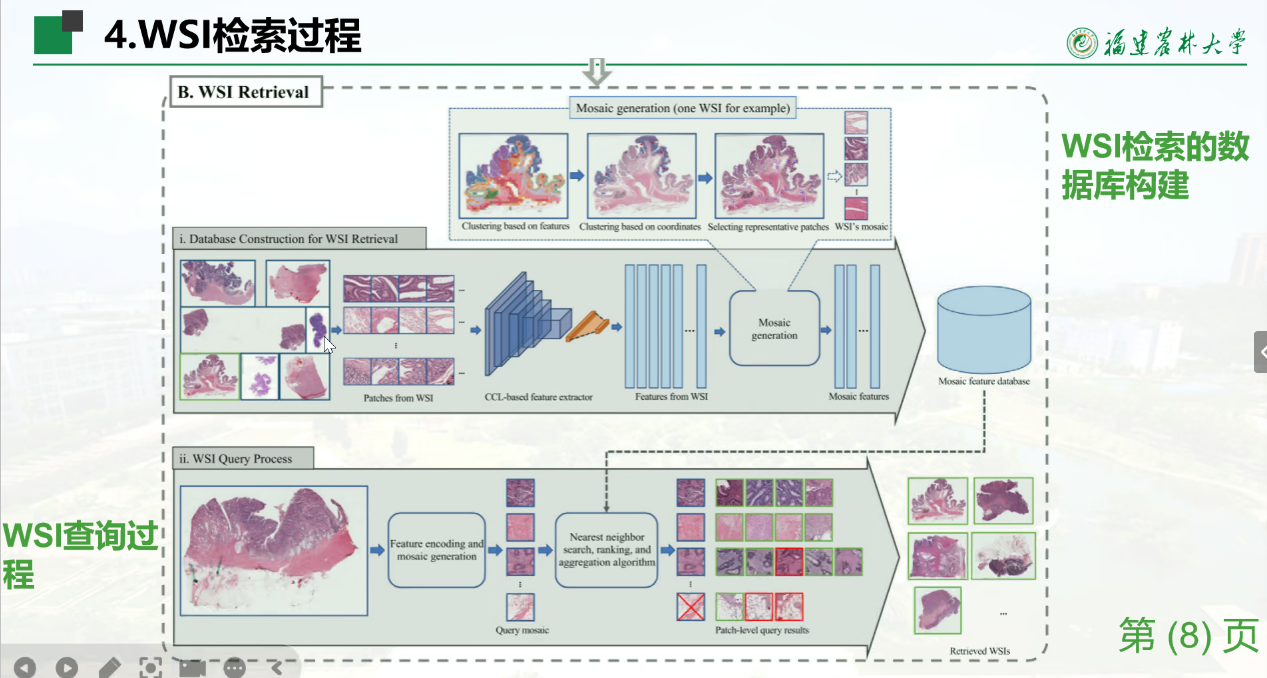 4.WSI检索过程
福建农林大学
B. WSI Retrieval
Mosaic generation (one WSI for example)
Clustering based on features
Clustering based on coordinates
Selecting representative patches
WSI's mosaic
WSI检索的数
据库构建
i. Database Construction for WSI Retrieval
Mosaic
generation
Patches from WSI
CCL-based feature extractor
Features from WSI
Mosaic features
Mosaic feature database
ii. WSI Query Process
WSI查询过
程
Feature encoding and
mosaic generation
Nearest neighbor
search, ranking, and
aggregation algorithm
Query mosaic
Patch-level query results
Retrieved WSIs
第 (8) 页